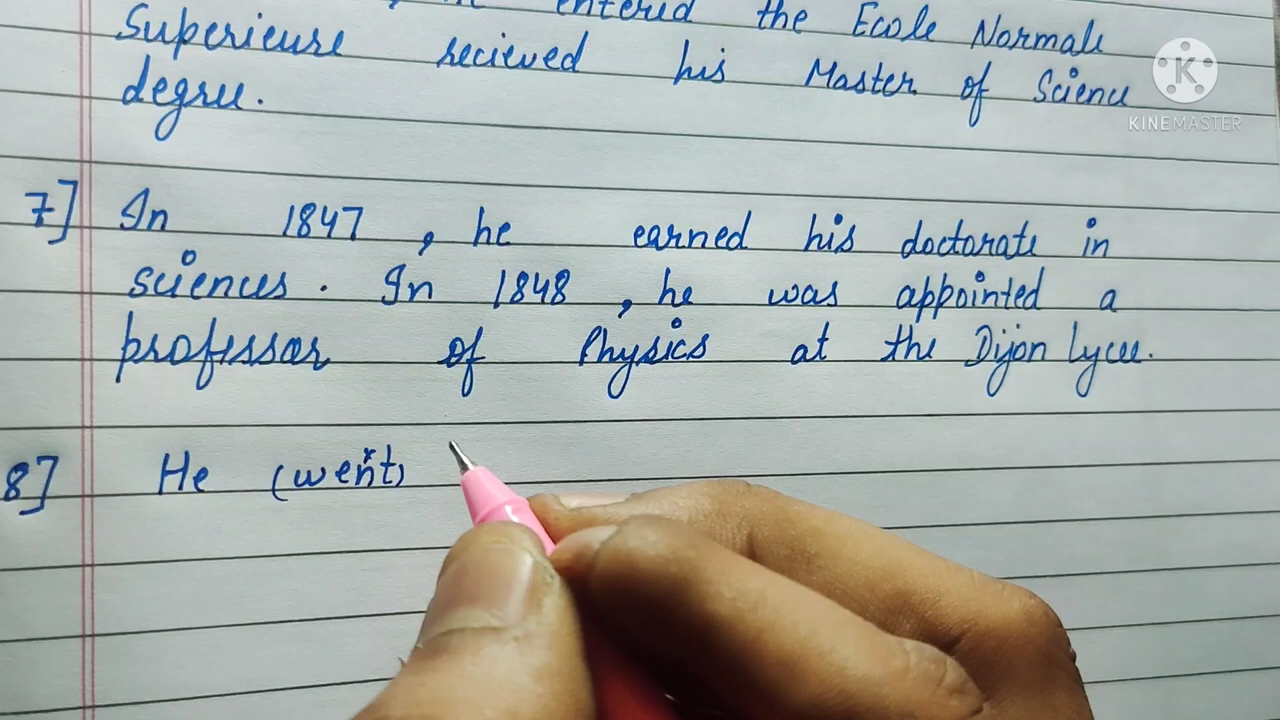 entered the Ecole Normale
Superieure recieved his Master of Science
degree.
KINEMASTER
7] In 1847, he earned his doctorate in
sciences. In 1848, he was appointed a
professor of Physics at the Dijon Lycee.
8] He (went)